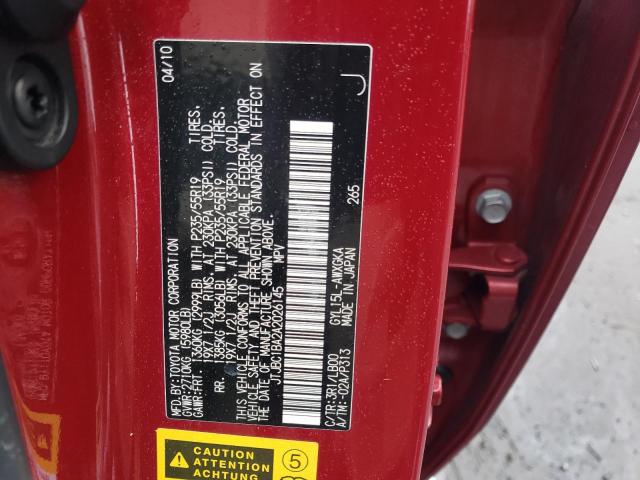 MFD.BY:TOYOTA MOTOR CORPORATION 04/10
GVWR:2710KG (5980LB)
GAWR:FRT. 1360KG (2999LB) WITH P235/55R19 TIRES.
19X7 1/2J RIMS, AT 230KPA (33PSI) COLD.
RR. 1385KG (3056LB) WITH P235/55R19 TIRES.
19X7 1/2J RIMS, AT 230KPA (33PSI) COLD.
THIS VEHICLE CONFORMS TO ALL APPLICABLE FEDERAL MOTOR
VEHICLE SAFETY AND THEFT PREVENTION STANDARDS IN EFFECT ON
THE DATE OF MANUFACTURE SHOWN ABOVE.
JTJBC1BA2A2026145 MPV
265
C/TR:3R1/LB00 GYL15L-AWXGKA
A/TM:-02A/P313 MADE IN JAPAN
J
CAUTION
ATTENTION
ACHTUNG
5